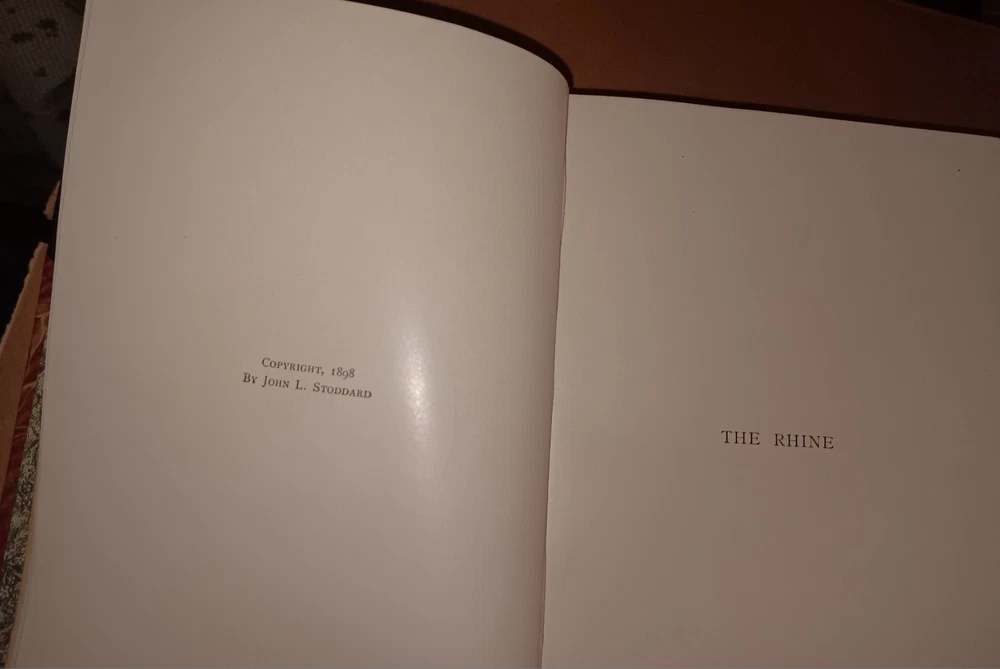 Copyright, 1898
By John L. Stoddard
THE RHINE